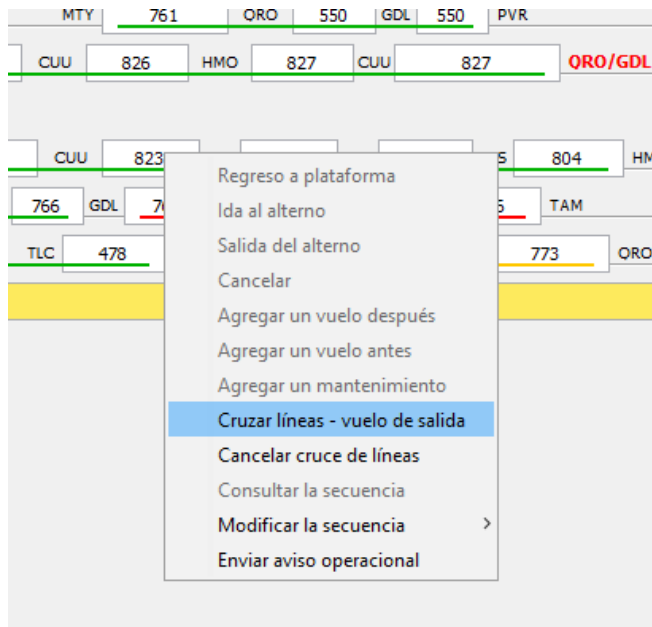 MTY 761 QRO 550 GDL 550 PVR
CUU 826 HMO 827 CUU 827 QRO/GDL
CUU 823 S 804 HM
Regreso a plataforma
766 GDL TAM
Ida al alterno
TLC 478 773 QRO
Salida del alterno
Cancelar
Agregar un vuelo después
Agregar un vuelo antes
Agregar un mantenimiento
Cruzar líneas - vuelo de salida
Cancelar cruce de líneas
Consultar la secuencia
Modificar la secuencia
Enviar aviso operacional